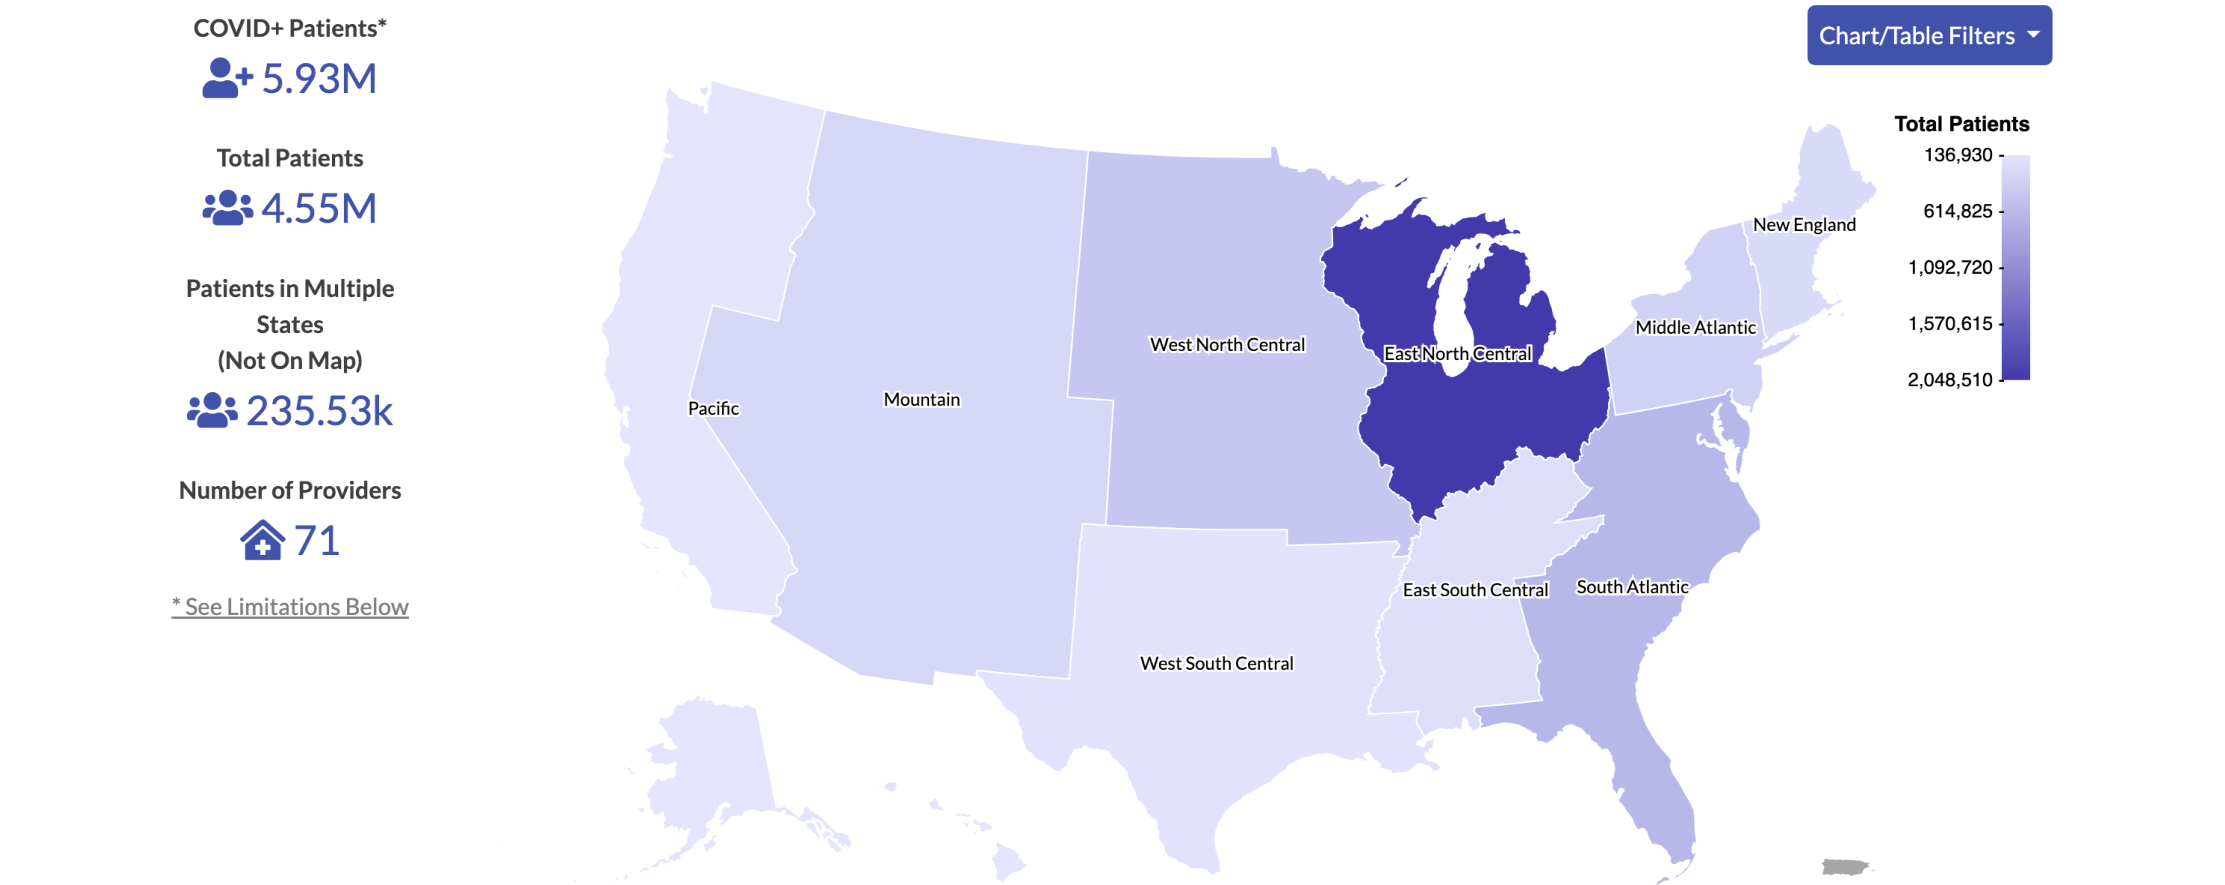 COVID+ Patients*
5.93M
Total Patients
4.55M
Patients in Multiple
States
(Not On Map)
235.53k
Number of Providers
71
* See Limitations Below
Chart/Table Filters
Total Patients
136,930
614,825
1,092,720
1,570,615
2,048,510
New England
Middle Atlantic
West North Central
East North Central
Mountain
Pacific
East South Central
South Atlantic
West South Central